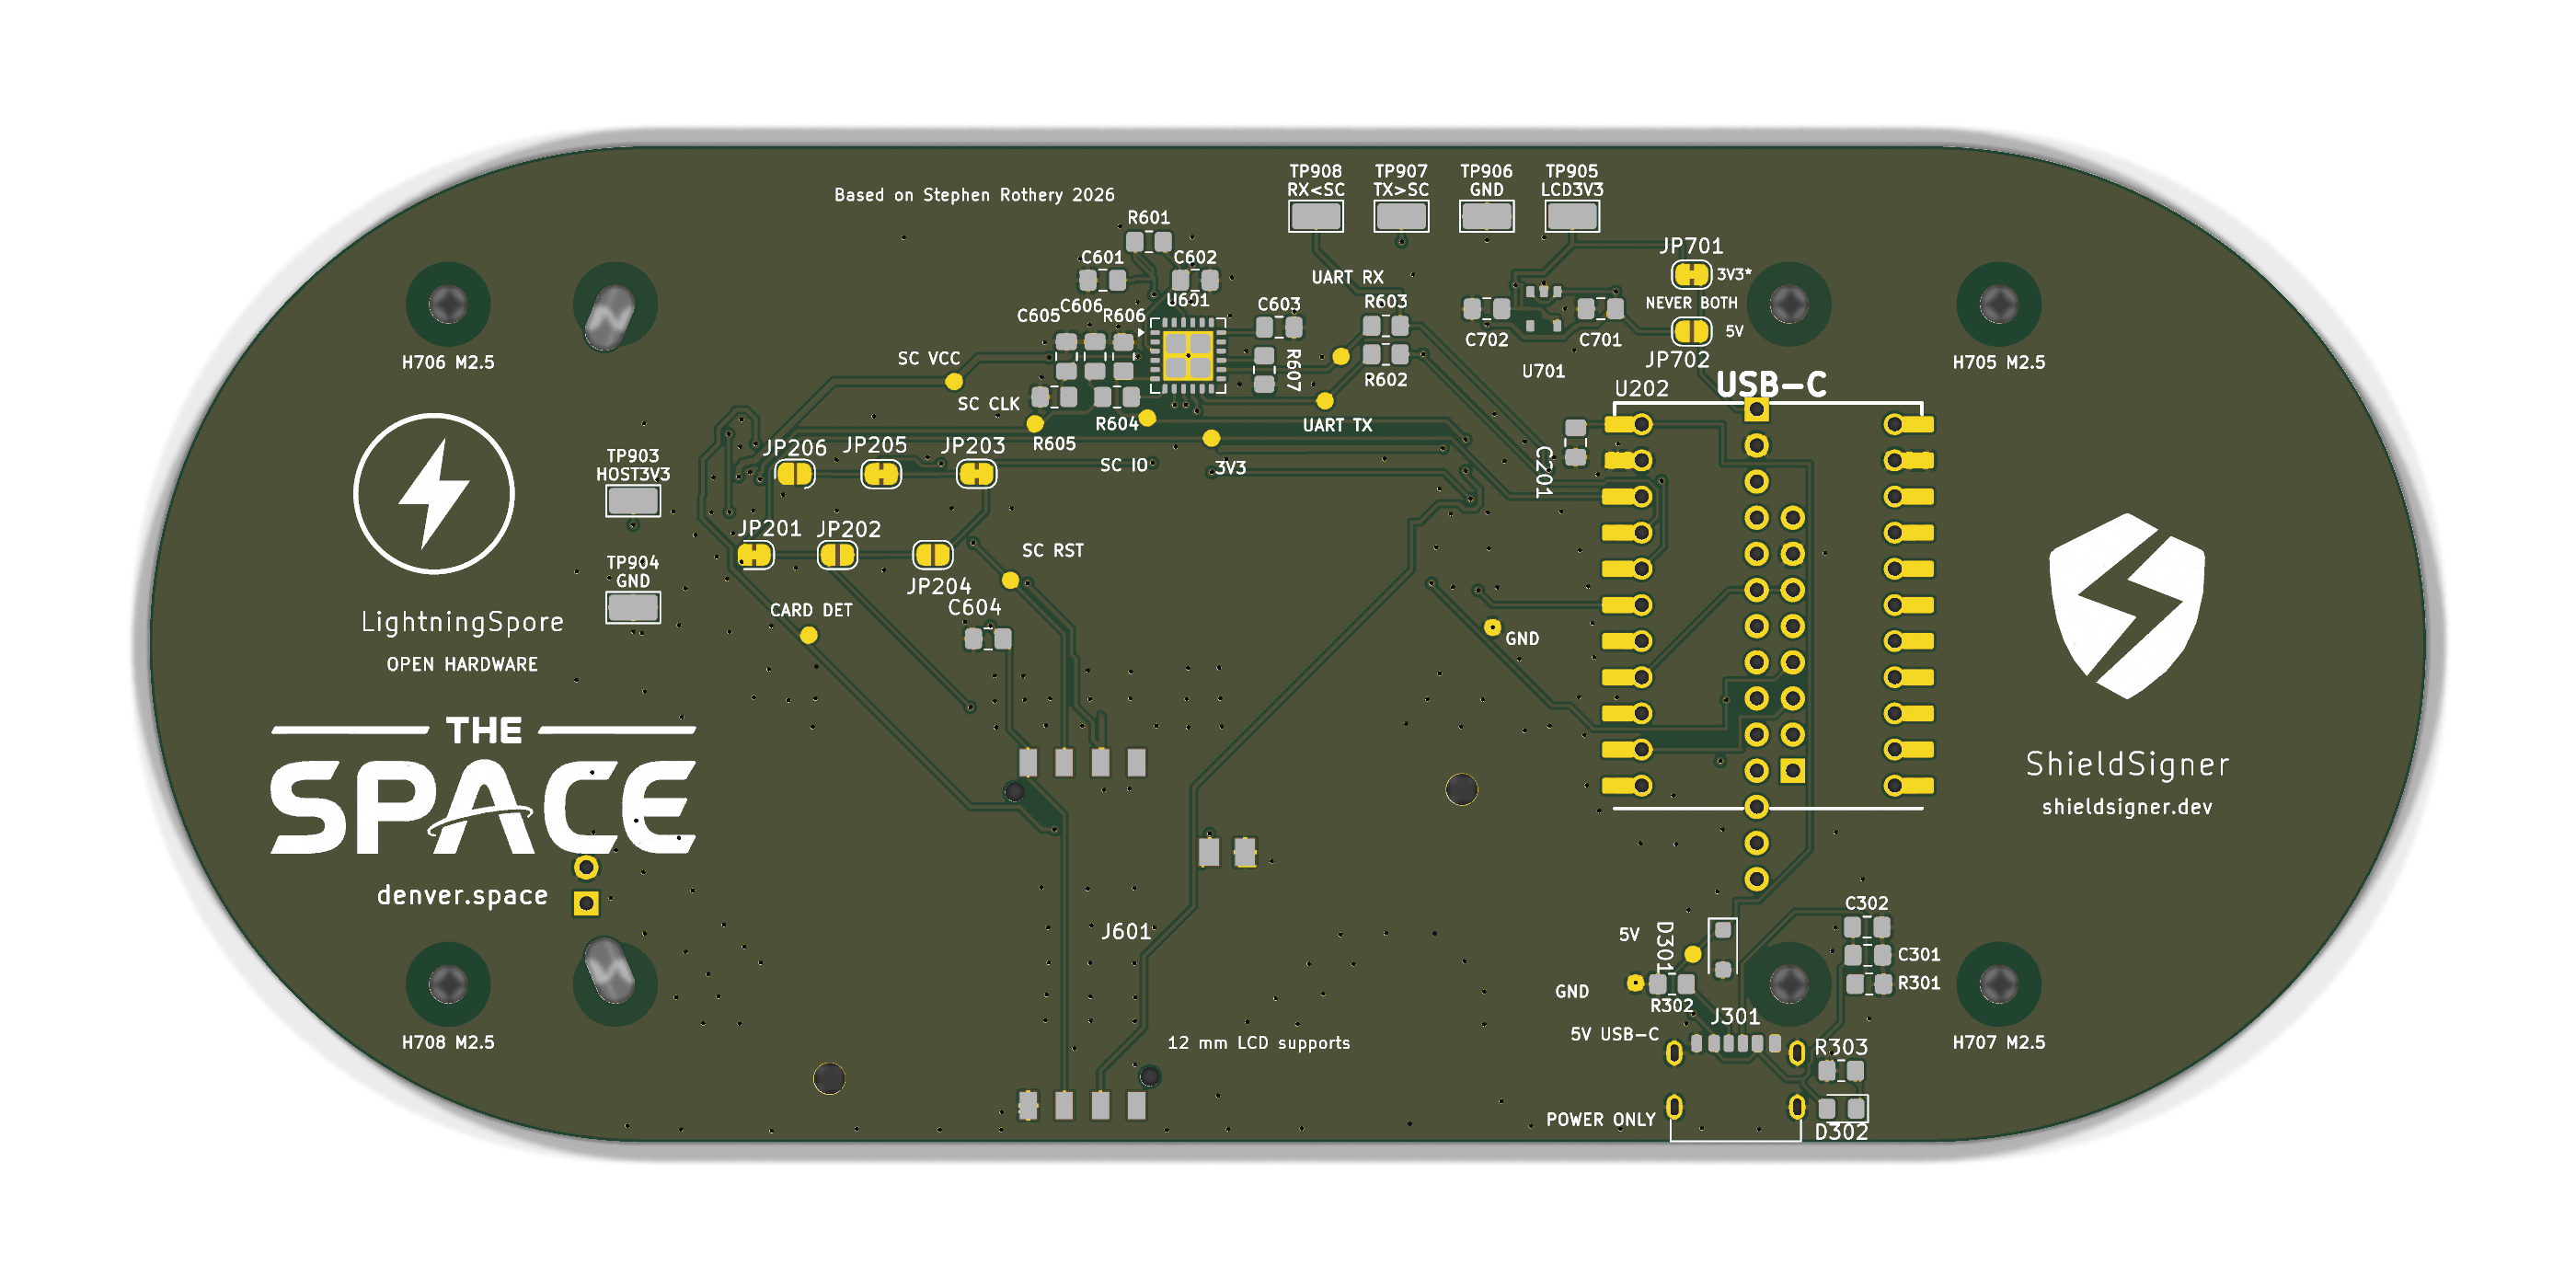 TP908
RX<SC
TP907
TX>SC
TP906
GND
TP905
LCD3V3
Based on Stephen Rothery 2026
R601
C601
C602
UART RX
JP701
3V3*
NEVER BOTH
5V
JP702
U601
C606
C605
R606
C603
R603
C702
C701
R607
R602
U701
H706 M2.5
H705 M2.5
SC VCC
SC CLK
R604
R605
UART TX
U202
USB-C
JP206
JP205
JP203
SC IO
3V3
C201
TP903
HOST3V3
JP201
JP202
SC RST
TP904
GND
JP204
C604
CARD DET
GND
LightningSpore
OPEN HARDWARE
THE
SPACE
denver.space
ShieldSigner
shieldsigner.dev
J601
C302
5V
D301
C301
GND
R301
R302
J301
H708 M2.5
12 mm LCD supports
5V USB-C
R303
H707 M2.5
POWER ONLY
D302